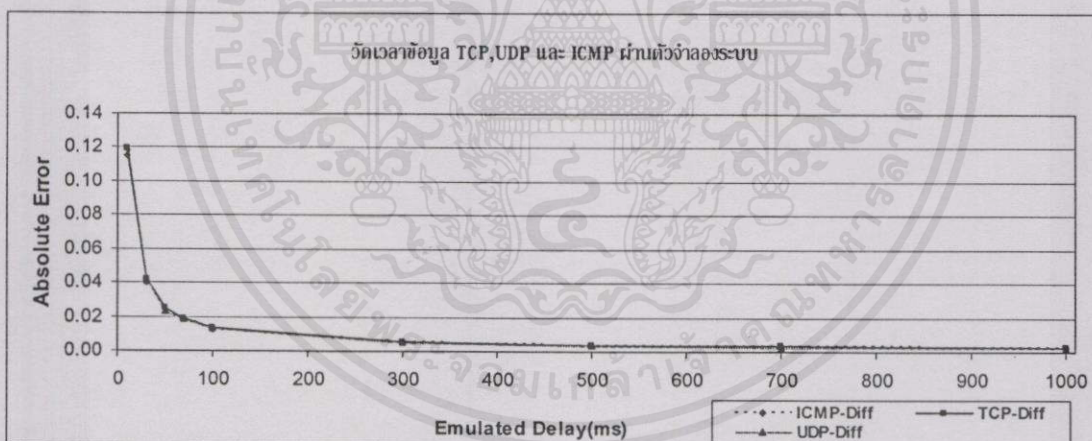 วัดเวลาข้อมูล TCP,UDP และ ICMP ผ่านตัวจำลองระบบ
Absolute Error
0.14
0.12
0.10
0.08
0.06
0.04
0.02
0.00
0 100 200 300 400 500 600 700 800 900 1000
Emulated Delay(ms)
ICMP-Diff TCP-Diff
UDP-Diff